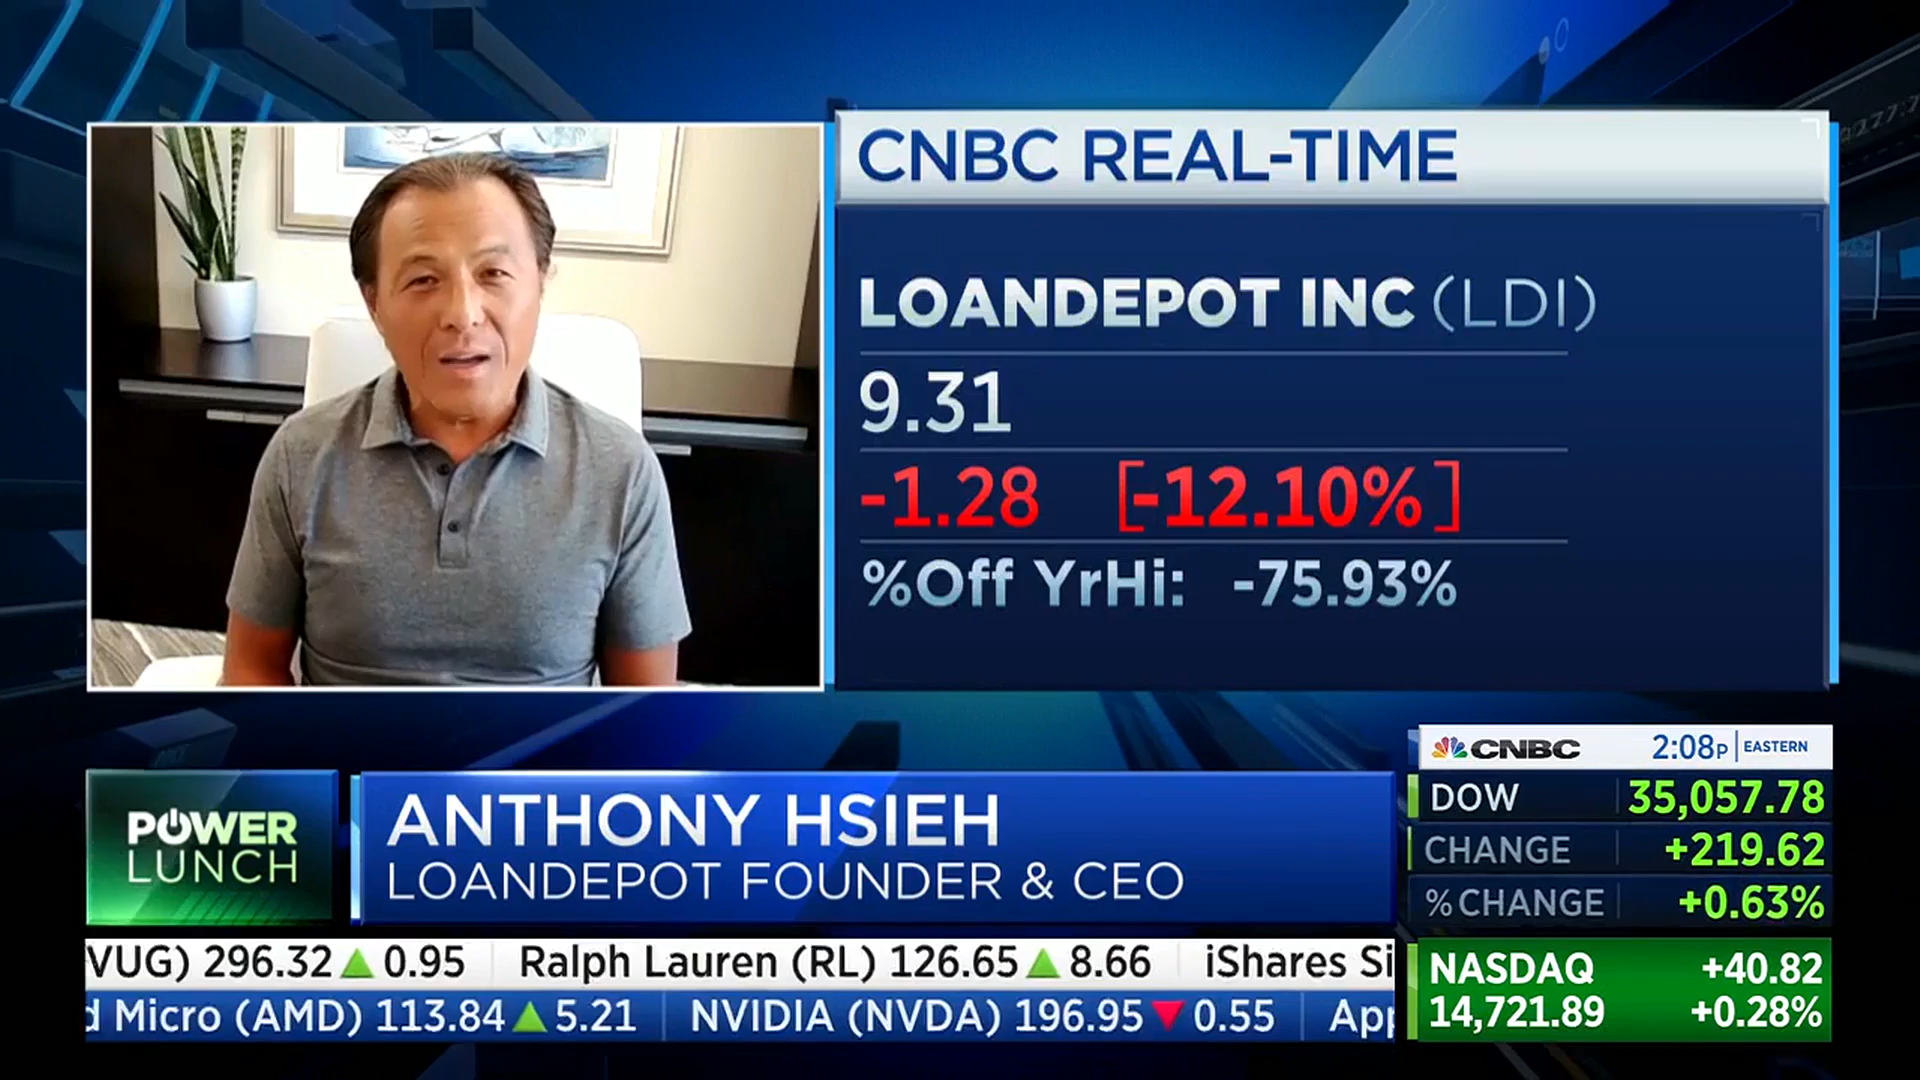 CNBC REAL-TIME
LOANDEPOT INC (LDI)
9.31
-1.28 [-12.10%]
%Off YrHi: -75.93%
POWER
LUNCH
ANTHONY HSIEH
LOANDEPOT FOUNDER & CEO
CNBC 2:08P EASTERN
DOW 35,057.78
CHANGE +219.62
% CHANGE +0.63%
NASDAQ +40.82
14,721.89 +0.28%
VUG) 296.32 ▲ 0.95 Ralph Lauren (RL) 126.65 ▲ 8.66 iShares Si
d Micro (AMD) 113.84 ▲ 5.21 NVIDIA (NVDA) 196.95 ▼ 0.55 App